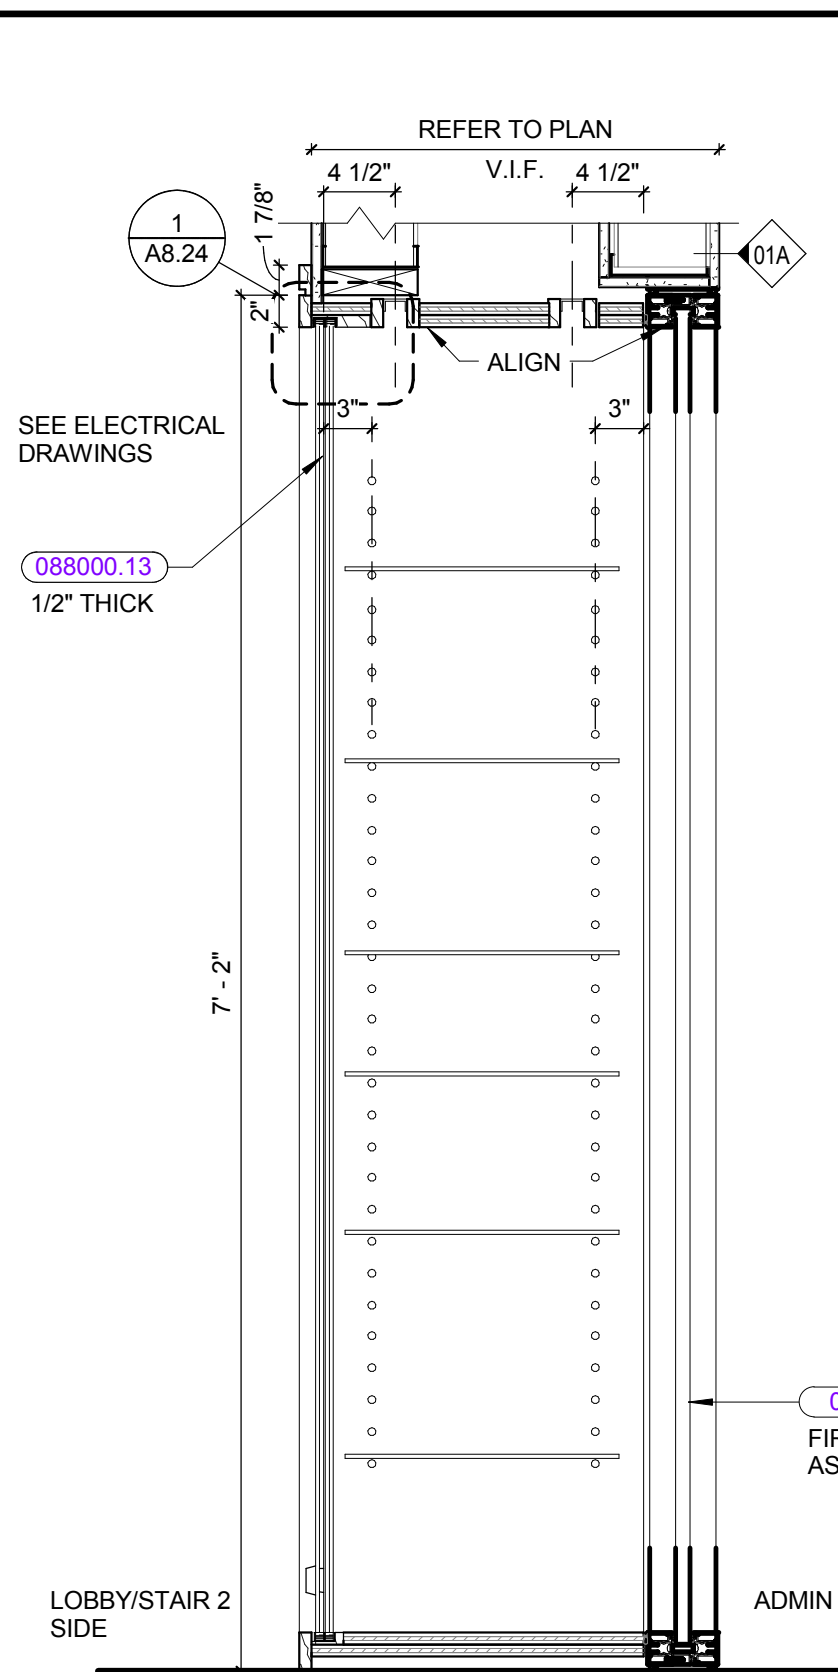 REFER TO PLAN
V.I.F.
4 1/2"
4 1/2"
1 7/8"
1
A8.24
01A
2"
ALIGN
3"
3"
SEE ELECTRICAL
DRAWINGS
088000.13
1/2" THICK
7' - 2"
LOBBY/STAIR 2
SIDE
ADMIN